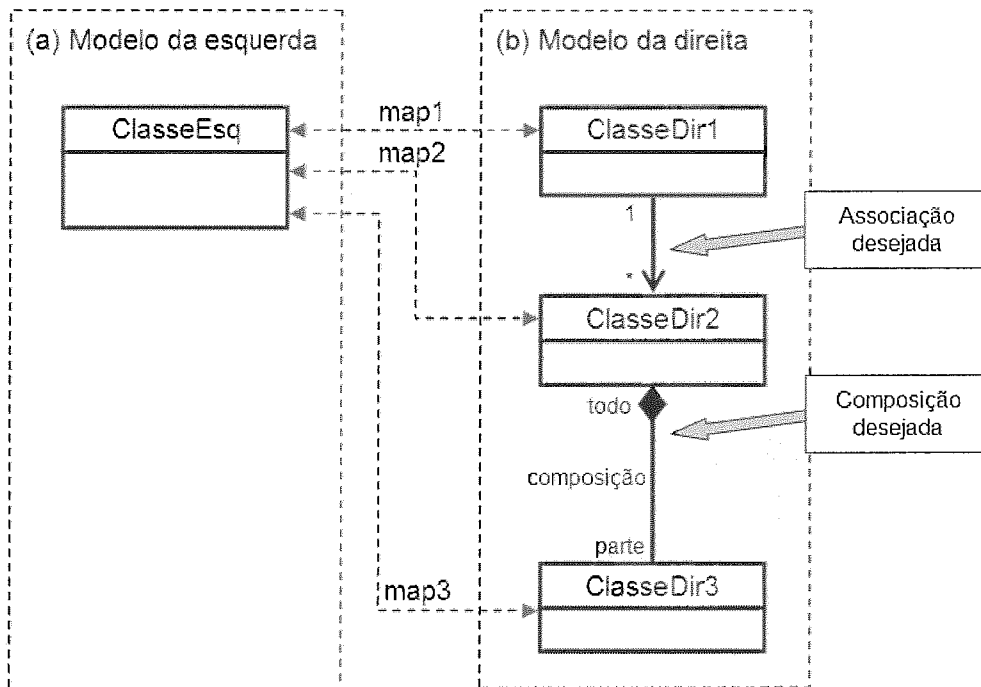 (a) Modelo da esquerda
(b) Modelo da direita
ClasseEsq
map1
map2
ClasseDir1
1
*
Associação
desejada
ClasseDir2
todo
Composição
desejada
composição
parte
map3
ClasseDir3